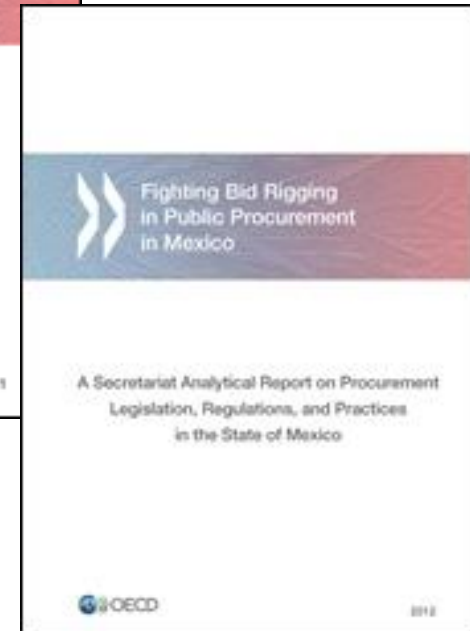 Fighting Bid Rigging
in Public Procurement
in Mexico
A Secretariat Analytical Report on Procurement
Legislation, Regulations, and Practices
in the State of Mexico
OECD
2012
1